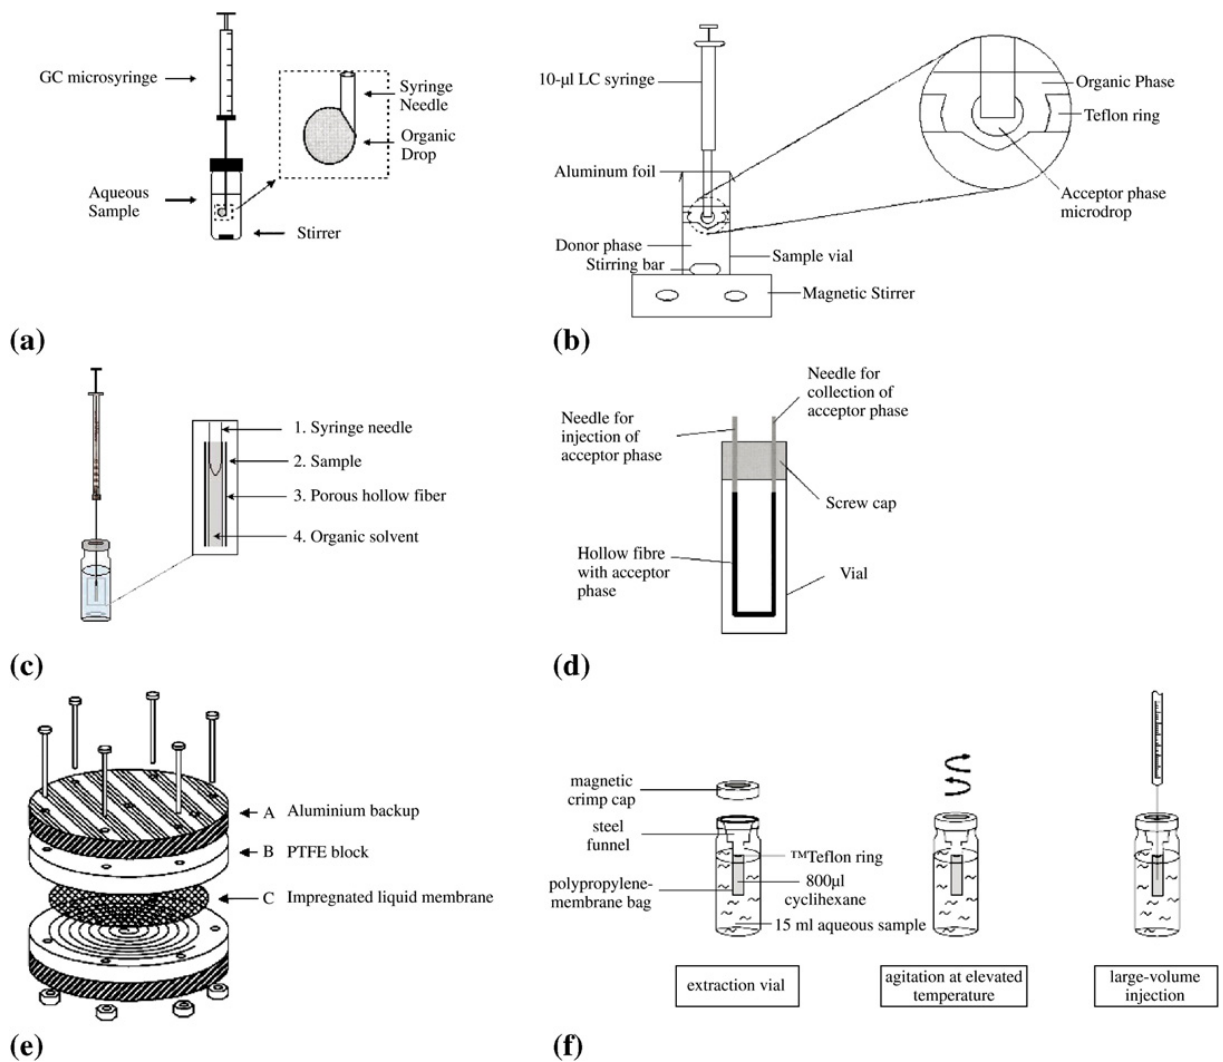 GC microsyringe
Syringe
Needle
Organic
Drop
Aqueous
Sample
Stirrer
(a)
10-µl LC syringe
Organic Phase
Teflon ring
Aluminum foil
Acceptor phase
microdrop
Donor phase
Stirring bar
Sample vial
Magnetic Stirrer
(b)
1. Syringe needle
2. Sample
3. Porous hollow fiber
4. Organic solvent
(c)
Needle for
collection of
acceptor phase
Needle for
injection of
acceptor phase
Screw cap
Hollow fibre
with acceptor
phase
Vial
(d)
A Aluminium backup
B PTFE block
C Impregnated liquid membrane
(e)
magnetic
crimp cap
steel
funnel
™Teflon ring
polypropylene-
membrane bag
800µl
cyclihexane
15 ml aqueous sample
extraction vial
agitation at elevated
temperature
large-volume
injection
(f)